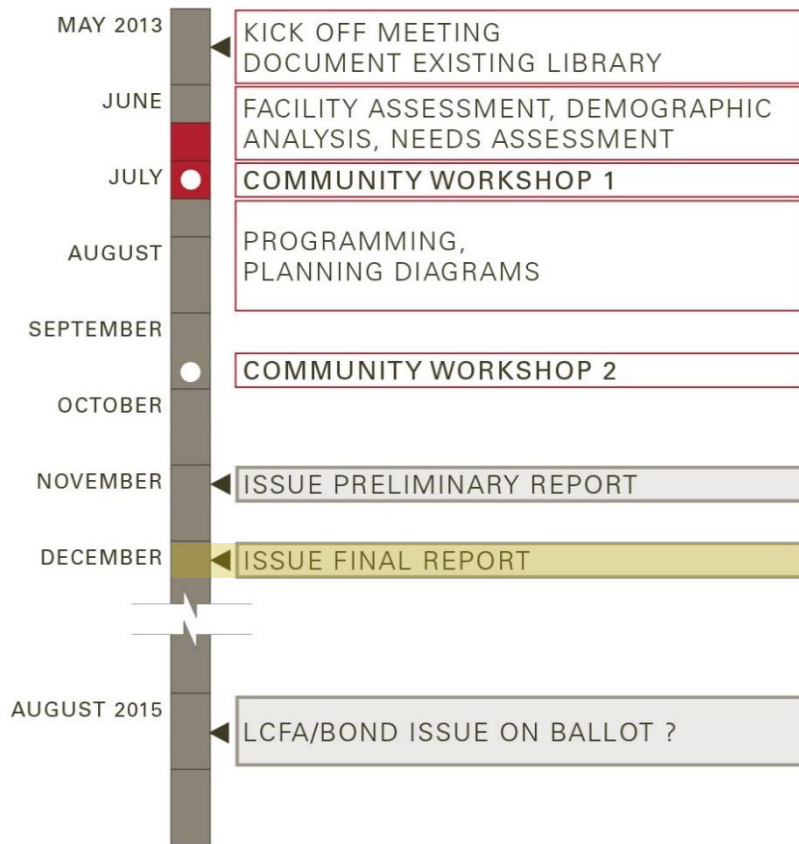 MAY 2013
KICK OFF MEETING
DOCUMENT EXISTING LIBRARY
JUNE
FACILITY ASSESSMENT, DEMOGRAPHIC
ANALYSIS, NEEDS ASSESSMENT
JULY
COMMUNITY WORKSHOP 1
AUGUST
PROGRAMMING,
PLANNING DIAGRAMS
SEPTEMBER
COMMUNITY WORKSHOP 2
OCTOBER
NOVEMBER
ISSUE PRELIMINARY REPORT
DECEMBER
ISSUE FINAL REPORT
AUGUST 2015
LCFA/BOND ISSUE ON BALLOT ?